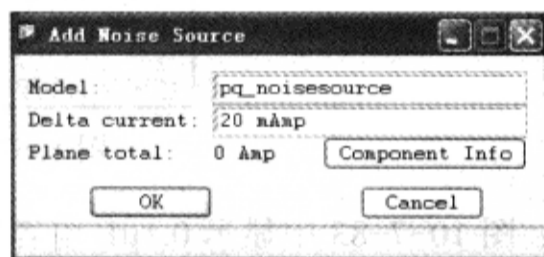 Add Noise Source
Model: pq_noisesource
Delta current: 20 mAmp
Plane total: 0 Amp Component Info
OK Cancel